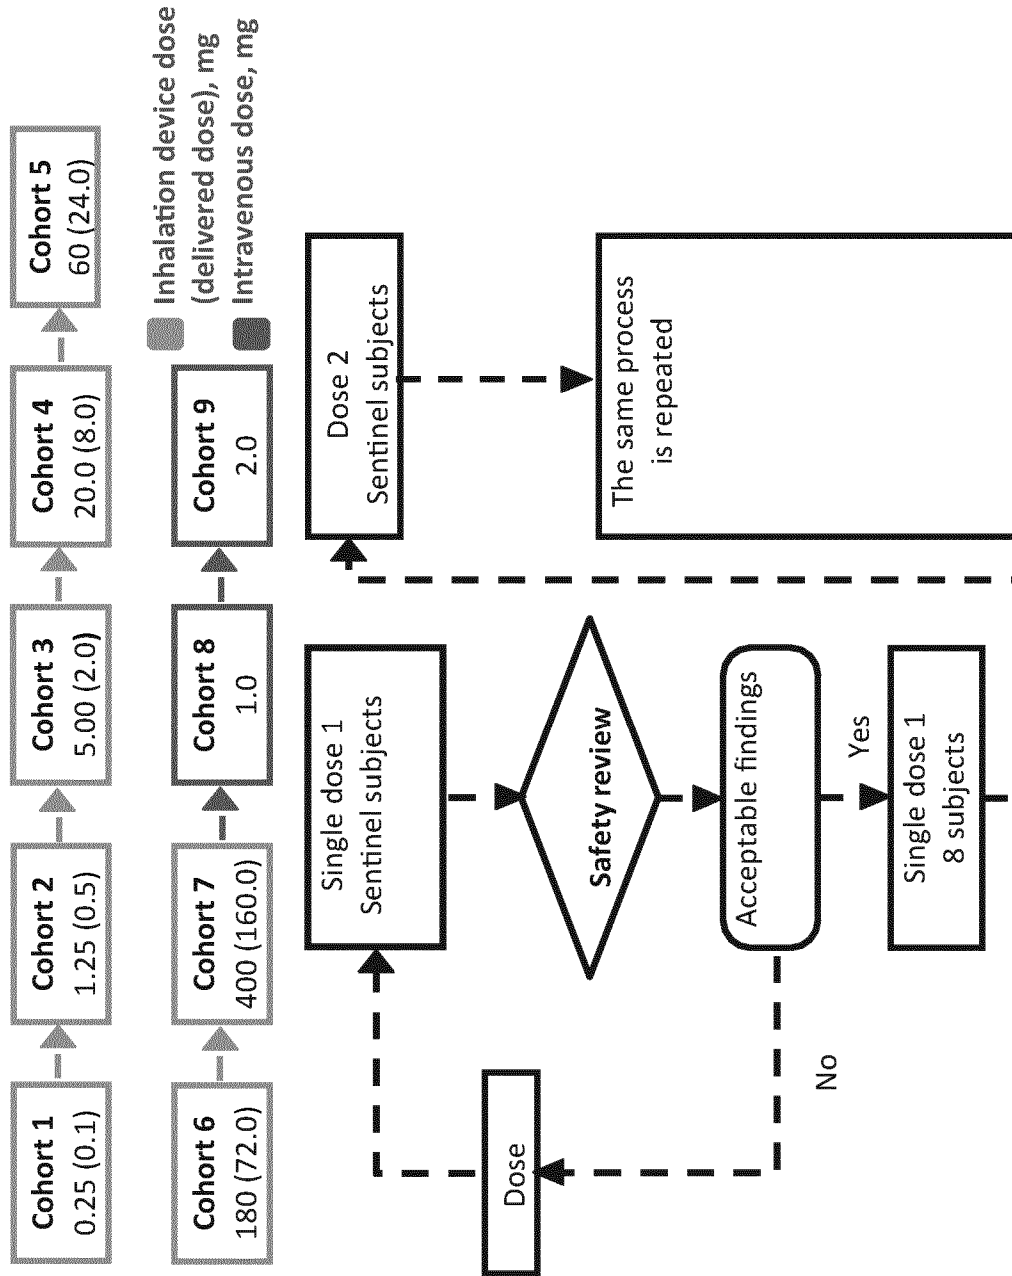 Cohort 1
0.25 (0.1)
Cohort 2
1.25 (0.5)
Cohort 3
5.00 (2.0)
Cohort 4
20.0 (8.0)
Cohort 5
60 (24.0)
Cohort 6
180 (72.0)
Cohort 7
400 (160.0)
Cohort 8
1.0
Cohort 9
2.0
Inhalation device dose
(delivered dose), mg
Intravenous dose, mg
Single dose 1
Sentinel subjects
Dose 2
Sentinel subjects
Dose
Safety review
The same process
is repeated
Acceptable findings
No
Yes
Single dose 1
8 subjects